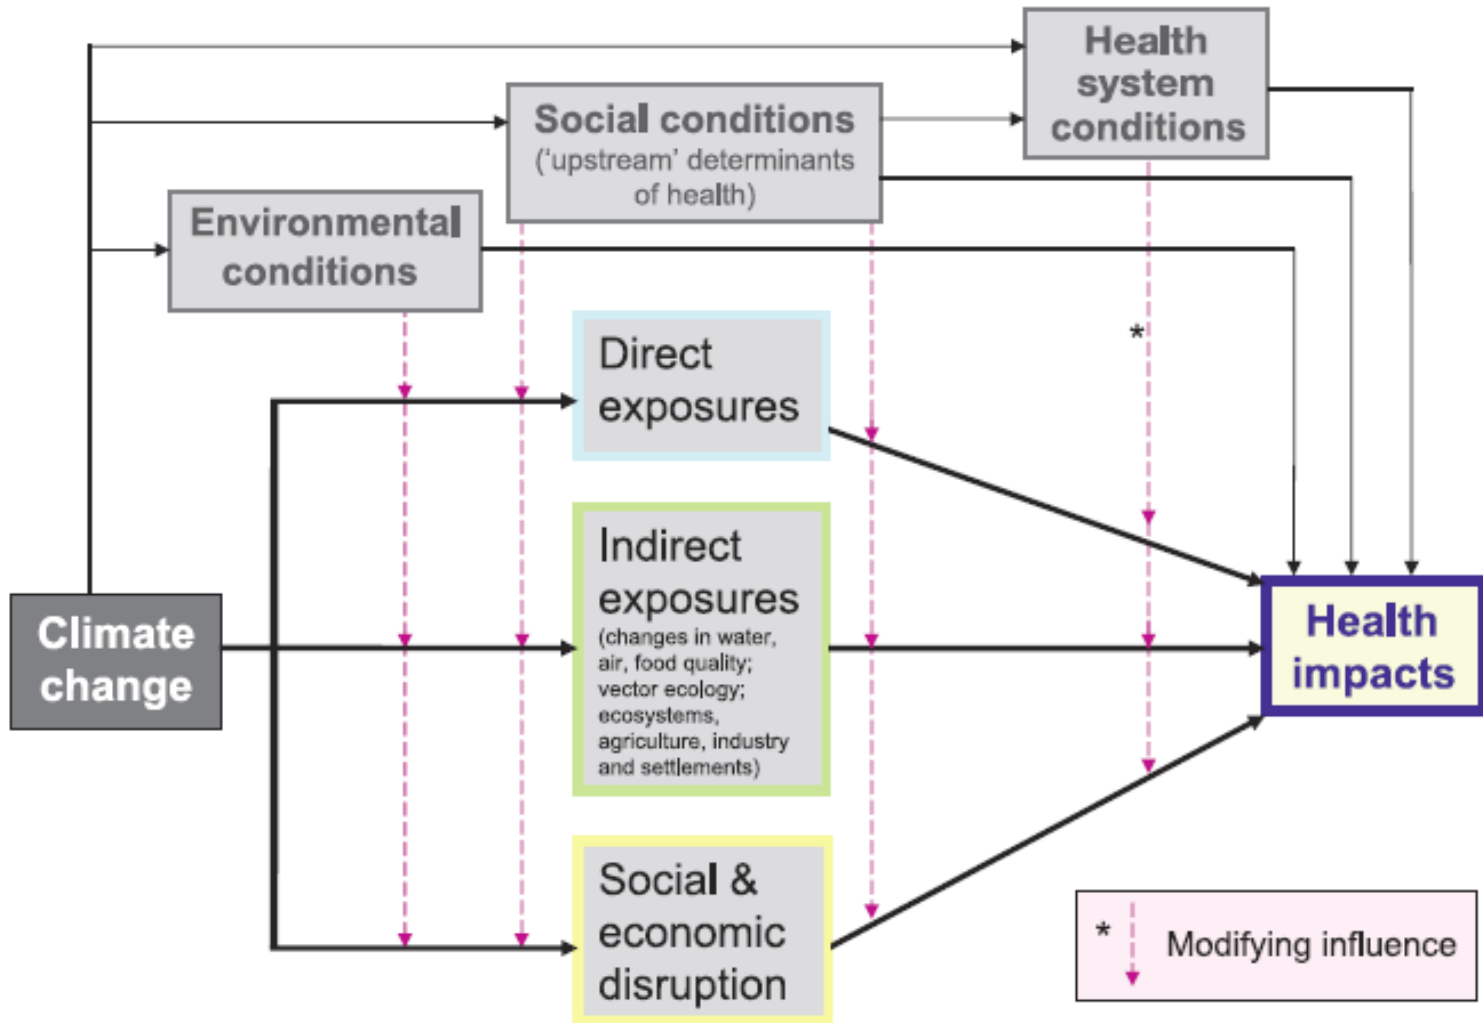 Health
system
conditions
Social conditions
(‘upstream’ determinants
of health)
Environmental
conditions
Direct
exposures
*
Indirect
exposures
(changes in water,
air, food quality;
vector ecology;
ecosystems,
agriculture, industry
and settlements)
Climate
change
Health
impacts
Social &
economic
disruption
* Modifying influence